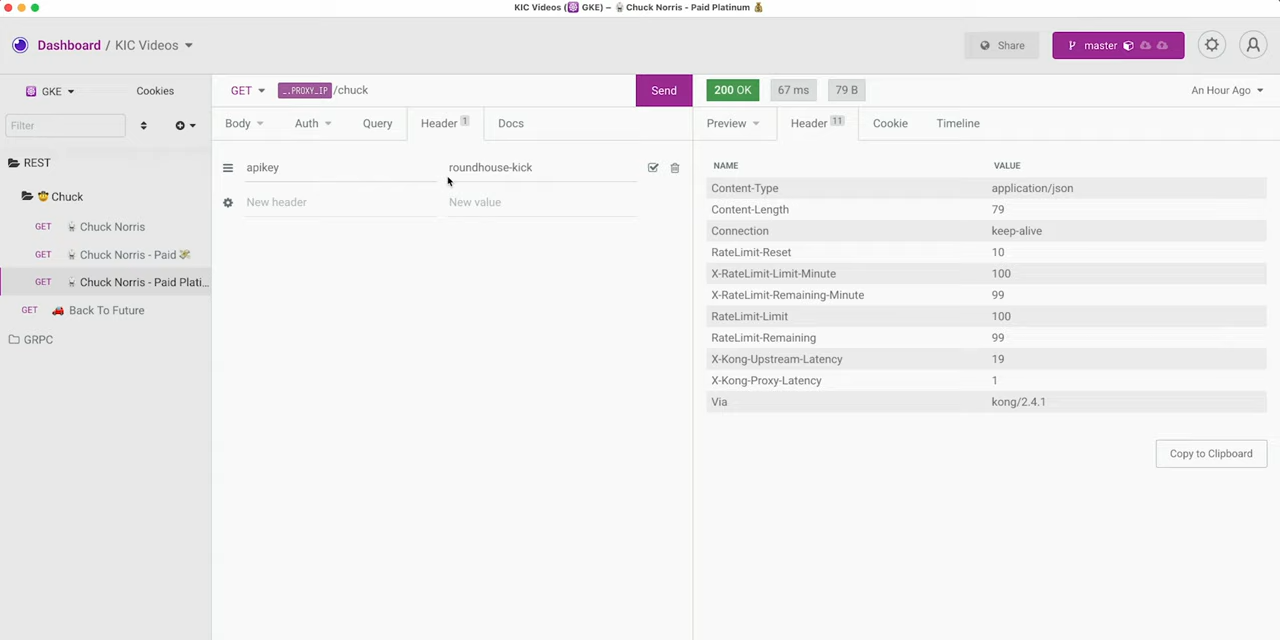 KIC Videos (GKE) – Chuck Norris - Paid Platinum 💰
Dashboard / KIC Videos
Share
master
GKE
Cookies
GET
_.PROXY_IP /chuck
Send
200 OK
67 ms
79 B
An Hour Ago
Filter
Body
Auth
Query
Header 1
Docs
Preview
Header 11
Cookie
Timeline
REST
🤠 Chuck
GET Chuck Norris
GET Chuck Norris - Paid 💸
GET Chuck Norris - Paid Plati...
GET 🚗 Back To Future
GRPC
apikey
roundhouse-kick
New header
New value
NAME VALUE
Content-Type application/json
Content-Length 79
Connection keep-alive
RateLimit-Reset 10
X-RateLimit-Limit-Minute 100
X-RateLimit-Remaining-Minute 99
RateLimit-Limit 100
RateLimit-Remaining 99
X-Kong-Upstream-Latency 19
X-Kong-Proxy-Latency 1
Via kong/2.4.1
Copy to Clipboard